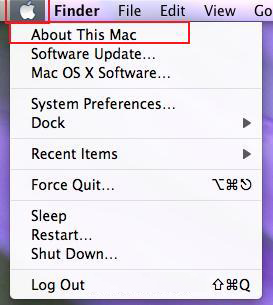 Finder File Edit View Go
About This Mac
Software Update...
Mac OS X Software...
System Preferences...
Dock
Recent Items
Force Quit... ⌥⌘⎋
Sleep
Restart...
Shut Down...
Log Out ⇧⌘Q